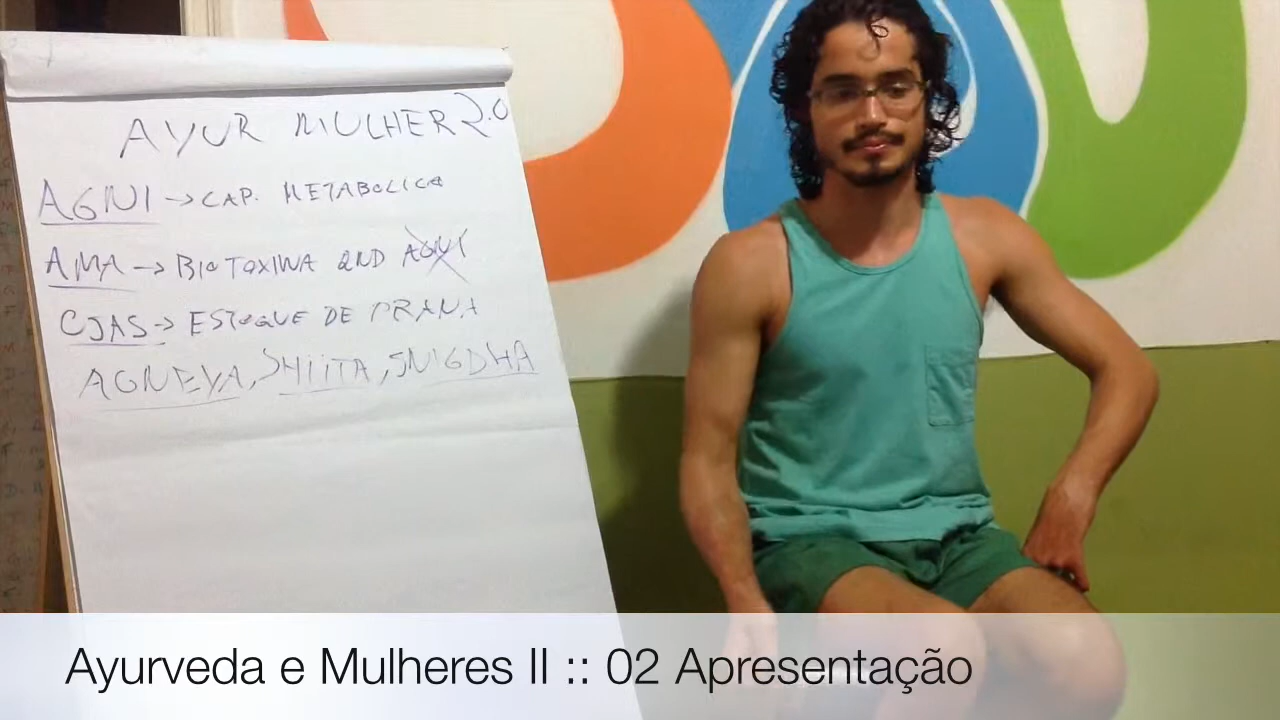 AYUR MULHER 2.0
AGNI → CAP. METABOLICA
AMA → BIOTOXINA QND AGNI
OJAS → ESTOQUE DE PRANA
AGNEYA, SHIITA, SNIGDHA
Ayurveda e Mulheres II :: 02 Apresentação